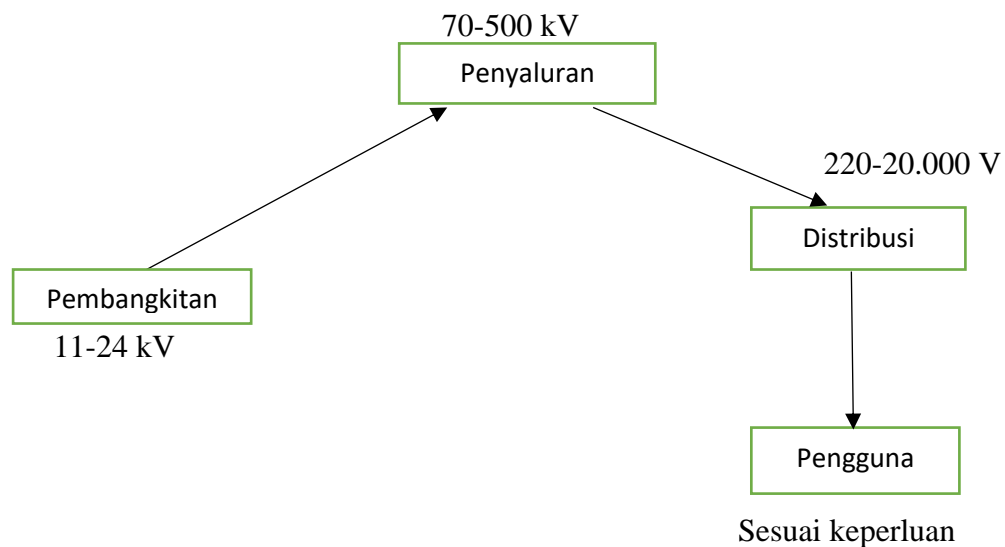 70-500 kV
Penyaluran
220-20.000 V
Distribusi
Pembangkitan
11-24 kV
Pengguna
Sesuai keperluan